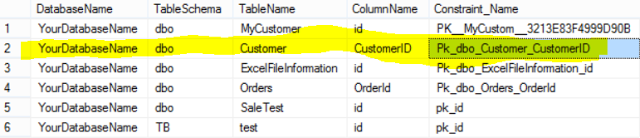 DatabaseName TableSchema TableName ColumnName Constraint_Name
1 YourDatabaseName dbo MyCustomer id PK__MyCustom__3213E83F4999D90B
2 YourDatabaseName dbo Customer CustomerID Pk_dbo_Customer_CustomerID
3 YourDatabaseName dbo ExcelFileInformation id Pk_dbo_ExcelFileInformation_id
4 YourDatabaseName dbo Orders OrderId Pk_dbo_Orders_OrderId
5 YourDatabaseName dbo SaleTest id pk_id
6 YourDatabaseName TB test id pk_id